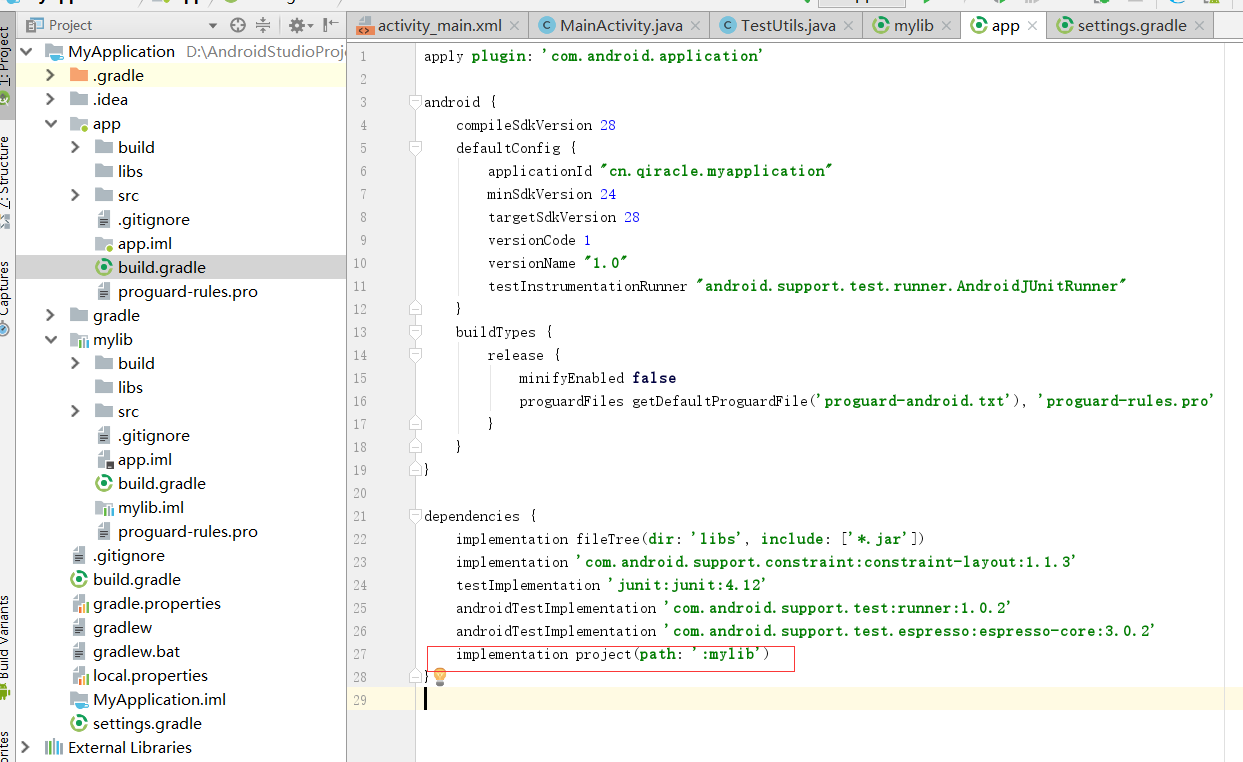 Project
activity_main.xml
MainActivity.java
TestUtils.java
mylib
app
settings.gradle
1: Project
7: Structure
Captures
Build Variants
MyApplication D:\AndroidStudioProj
.gradle
.idea
app
build
libs
src
.gitignore
app.iml
build.gradle
proguard-rules.pro
gradle
mylib
build
libs
src
.gitignore
app.iml
build.gradle
mylib.iml
proguard-rules.pro
.gitignore
build.gradle
gradle.properties
gradlew
gradlew.bat
local.properties
MyApplication.iml
settings.gradle
External Libraries
1 apply plugin: 'com.android.application'
2
3 android {
4 compileSdkVersion 28
5 defaultConfig {
6 applicationId "cn.qiracle.myapplication"
7 minSdkVersion 24
8 targetSdkVersion 28
9 versionCode 1
10 versionName "1.0"
11 testInstrumentationRunner "android.support.test.runner.AndroidJUnitRunner"
12 }
13 buildTypes {
14 release {
15 minifyEnabled false
16 proguardFiles getDefaultProguardFile('proguard-android.txt'), 'proguard-rules.pro'
17 }
18 }
19 }
20
21 dependencies {
22 implementation fileTree(dir: 'libs', include: ['*.jar'])
23 implementation 'com.android.support.constraint:constraint-layout:1.1.3'
24 testImplementation 'junit:junit:4.12'
25 androidTestImplementation 'com.android.support.test:runner:1.0.2'
26 androidTestImplementation 'com.android.support.test.espresso:espresso-core:3.0.2'
27 implementation project(path: ':mylib')
28 }
29